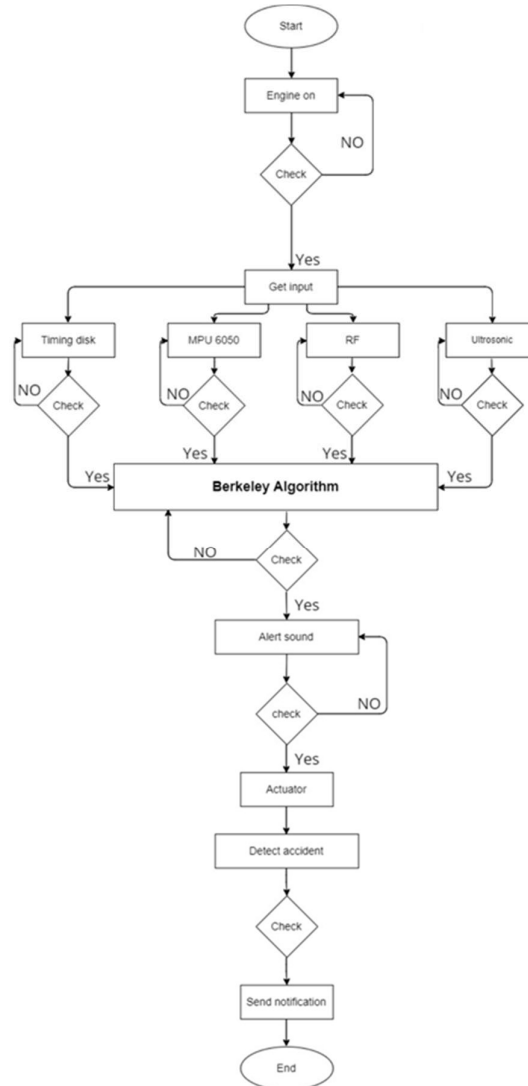 Start
Engine on
NO
Check
Yes
Get input
Timing disk
MPU 6050
RF
Ultrosonic
NO
Check
NO
Check
NO
Check
NO
Check
Yes
Yes
Yes
Yes
Berkeley Algorithm
NO
Check
Yes
Alert sound
NO
check
Yes
Actuator
Detect accident
Check
Send notification
End